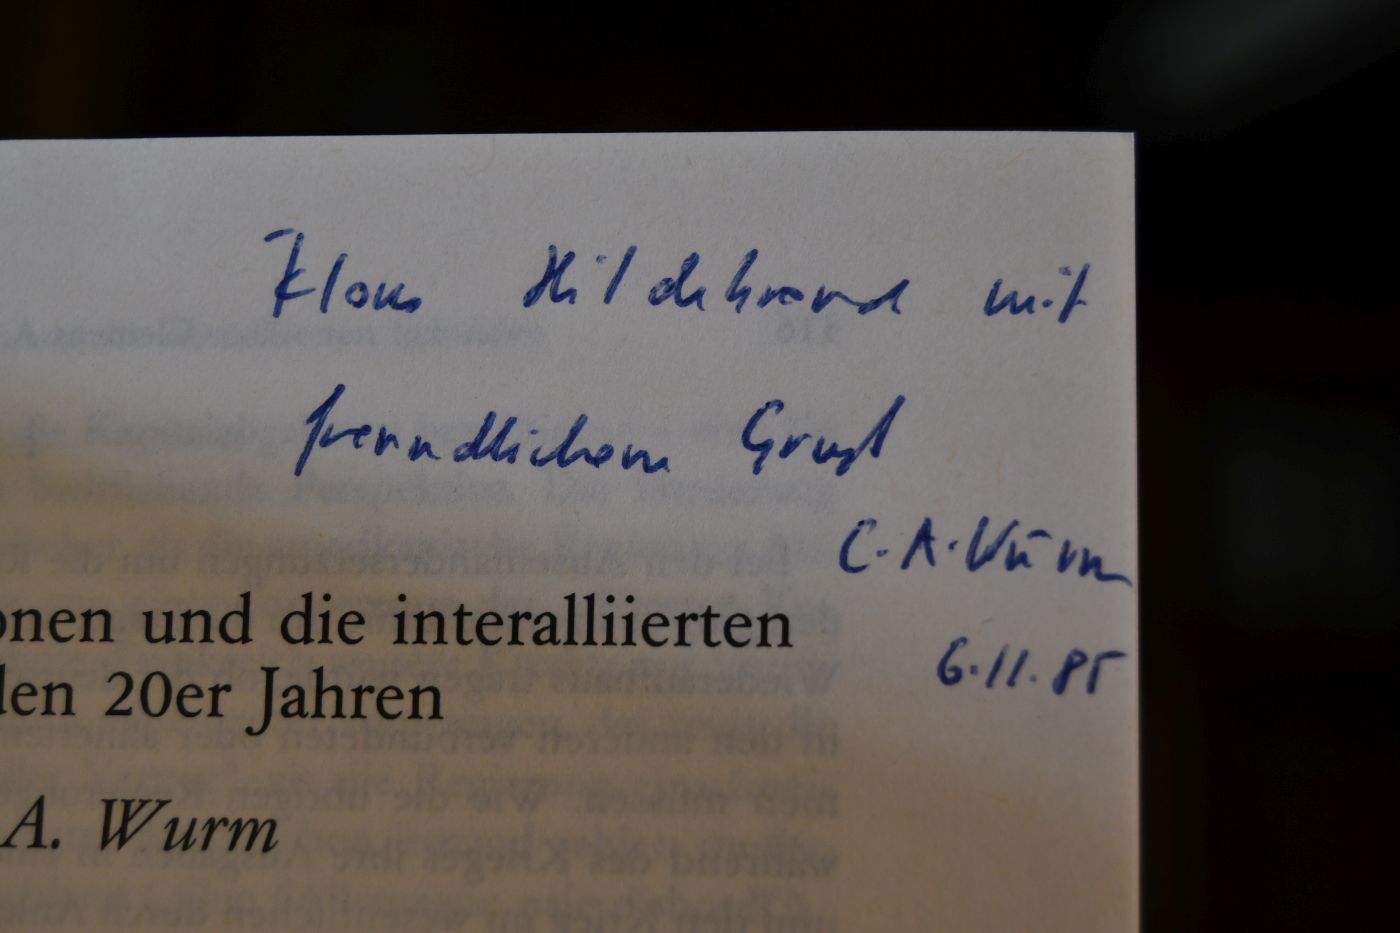 Klaus Hildebrand mit
freundlichem Gruß
C. A. Wurm
6.11.85
onen und die interalliierten
den 20er Jahren
A. Wurm